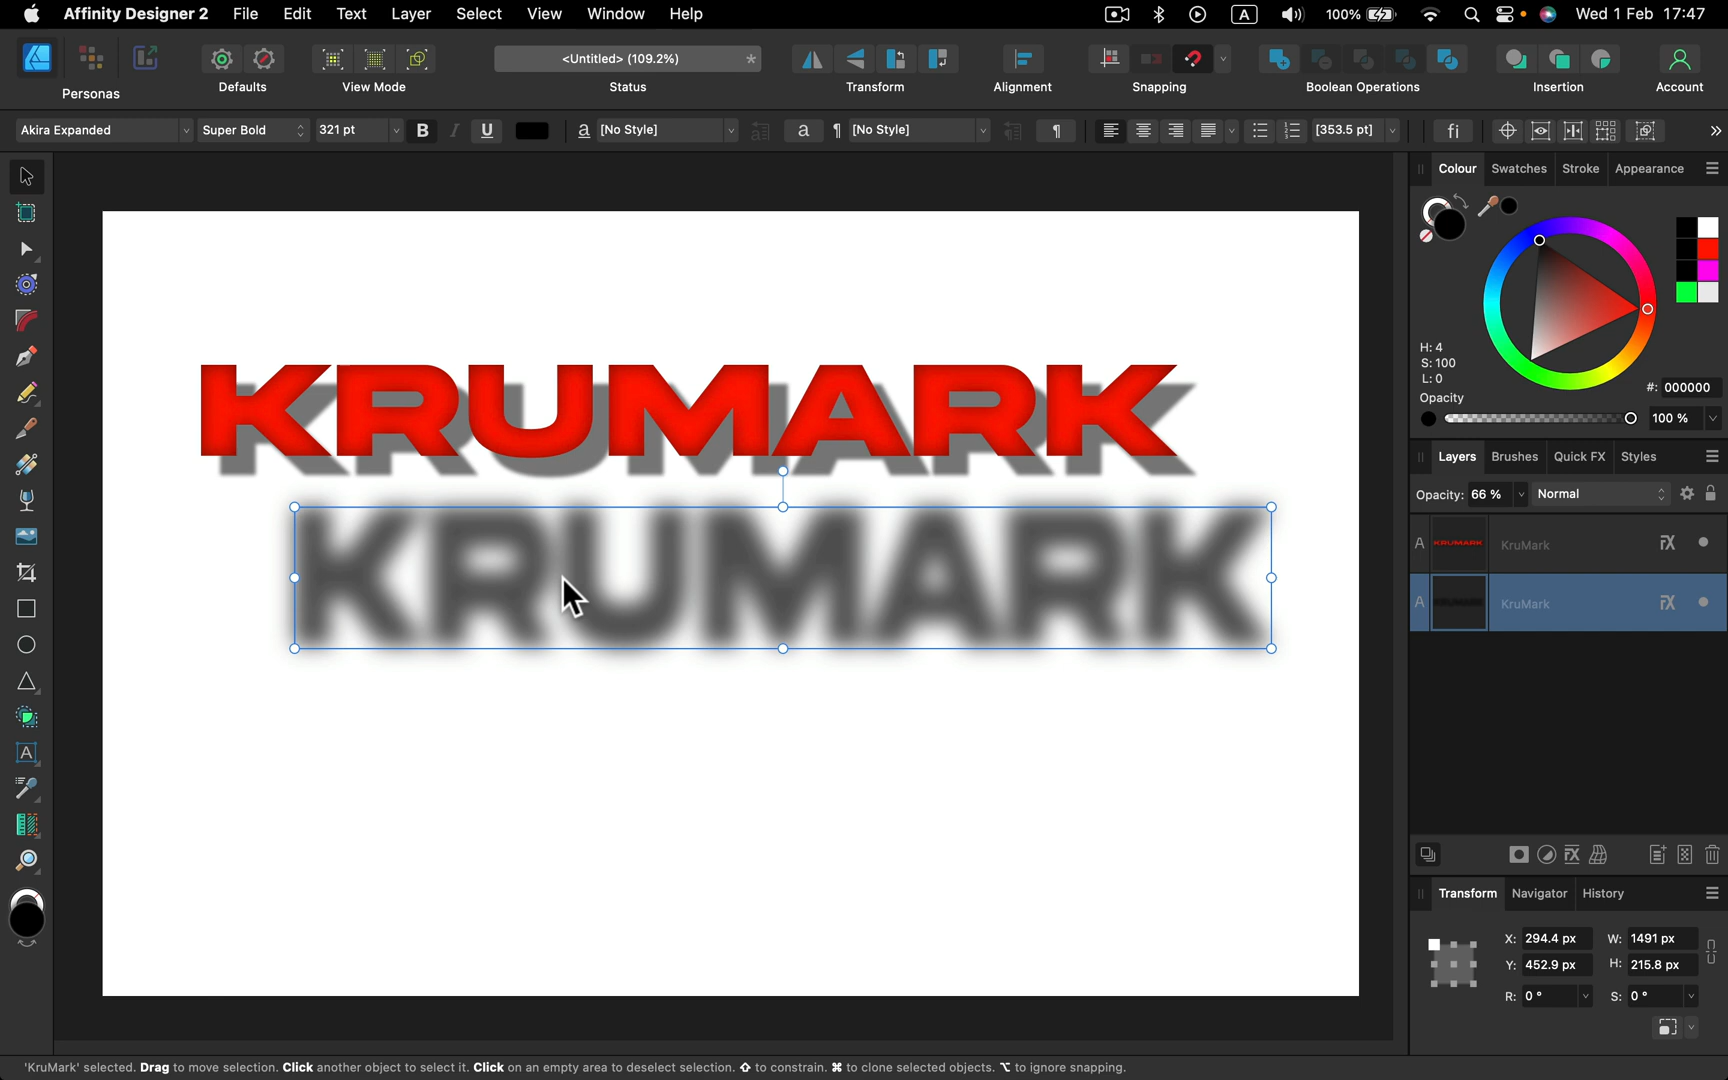 Affinity Designer 2 File Edit Text Layer Select View Window Help A 100% Wed 1 Feb 17:47
<Untitled> (109.2%) *
Personas Defaults View Mode Status Transform Alignment Snapping Boolean Operations Insertion Account
Akira Expanded Super Bold 321 pt B I U a [No Style] a ¶ [No Style] ¶ [353.5 pt] fi »
Colour Swatches Stroke Appearance
H: 4
S: 100
L: 0
#: 000000
Opacity
100 %
KRUMARK
KRUMARK
Layers Brushes Quick FX Styles
Opacity: 66 % Normal
A KRUMARK KruMark
A KruMark
A
Transform Navigator History
X: 294.4 px W: 1491 px
Y: 452.9 px H: 215.8 px
R: 0 ° S: 0 °
'KruMark' selected. Drag to move selection. Click another object to select it. Click on an empty area to deselect selection. ⇧ to constrain. ⌘ to clone selected objects. ⌥ to ignore snapping.